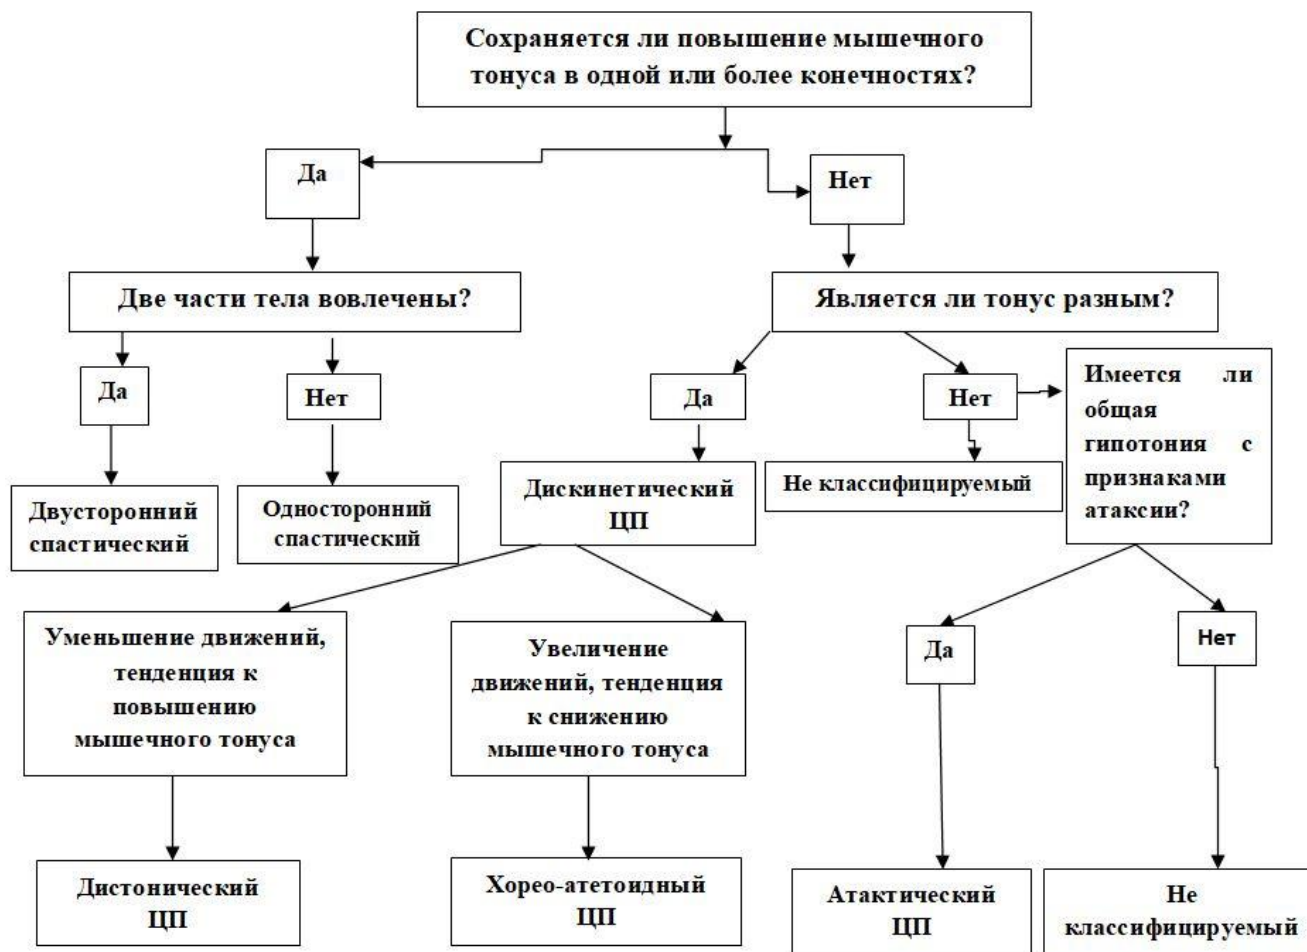 Сохраняется ли повышение мышечного
тонуса в одной или более конечностях?
Да
Нет
Две части тела вовлечены?
Является ли тонус разным?
Да
Нет
Да
Нет
Имеется ли
общая
гипотония с
признаками
атаксии?
Двусторонний
спастический
Односторонний
спастический
Дискинетический
ЦП
Не классифицируемый
Уменьшение движений,
тенденция к
повышению
мышечного тонуса
Увеличение
движений, тенденция
к снижению
мышечного тонуса
Да
Нет
Дистонический
ЦП
Хорео-атетоидный
ЦП
Атактический
ЦП
Не
классифицируемый